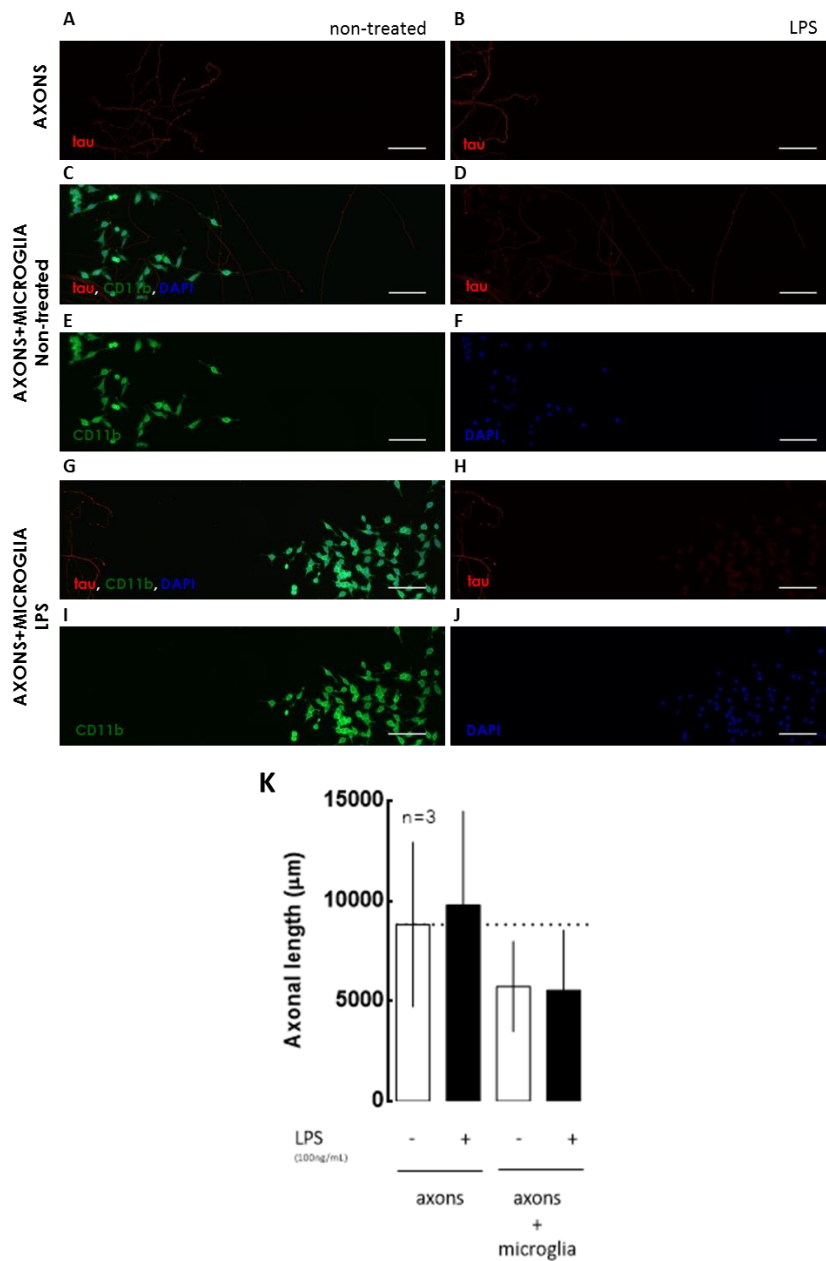 A non-treated B LPS
AXONS
tau tau
C D
AXONS+MICROGLIA
Non-treated
tau, CD11b, DAPI tau
E F
CD11b DAPI
G H
AXONS+MICROGLIA
LPS
tau, CD11b, DAPI tau
I J
CD11b DAPI
K
15000
n=3
10000
5000
0
Axonal length (μm)
LPS - + - +
(100ng/mL)
axons axons
+
microglia